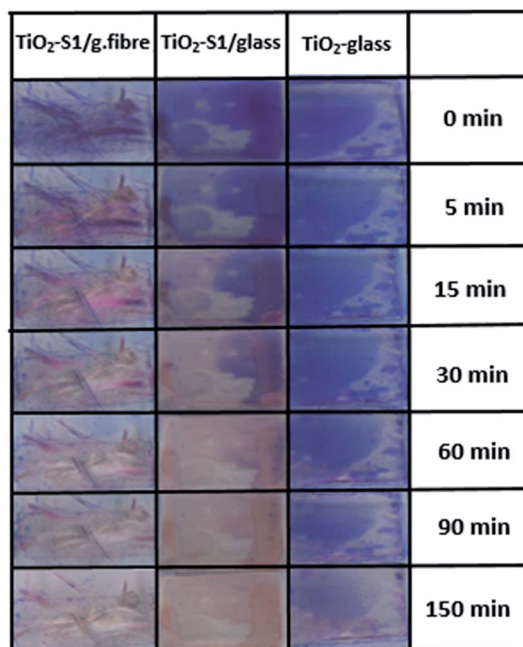 TiO₂-S1/g.fibre TiO₂-S1/glass TiO₂-glass
0 min
5 min
15 min
30 min
60 min
90 min
150 min